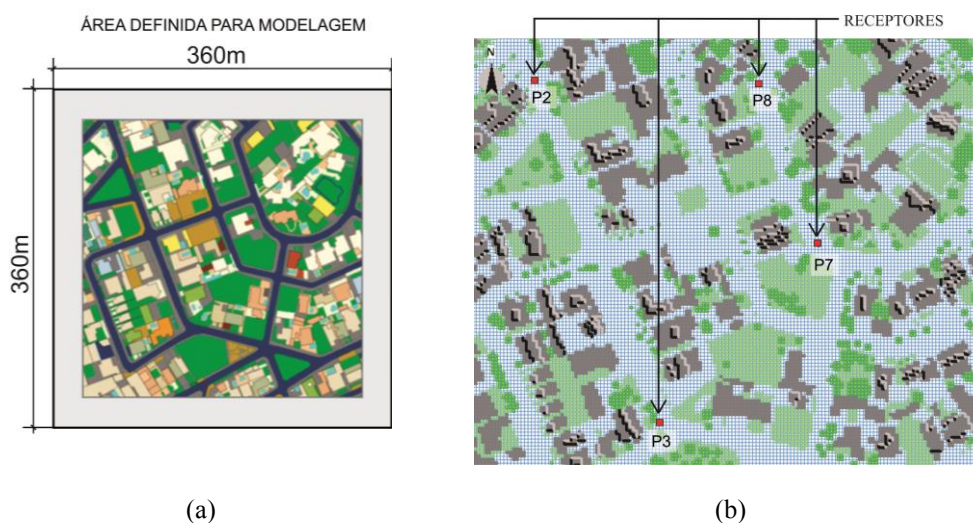 ÁREA DEFINIDA PARA MODELAGEM
360m
360m
(a)
RECEPTORES
N
P2
P8
P7
P3
(b)